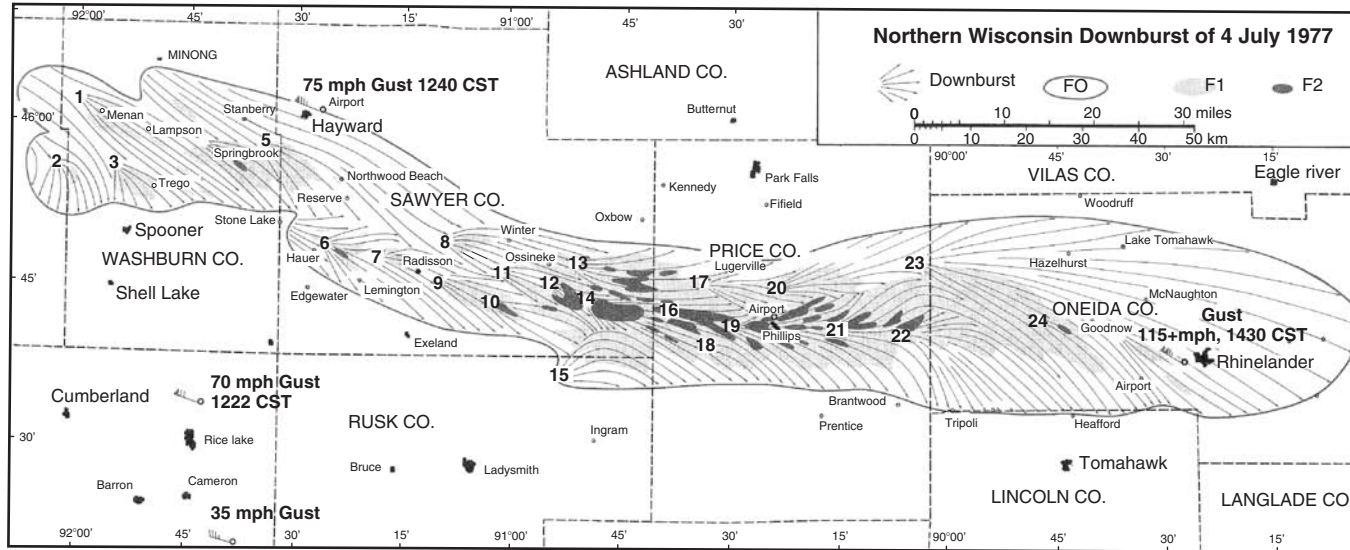 92°00'
45'
30'
15'
91°00'
45'
30'
Northern Wisconsin Downburst of 4 July 1977
Downburst
FO
F1
F2
0 10 20 30 miles
0 10 20 30 40 50 km
MINONG
75 mph Gust 1240 CST
Airport
Hayward
ASHLAND CO.
Butternut
1
Menan
Lampson
Stanberry
46°00'
5
2
3
Springbrook
Trego
Northwood Beach
Reserve
SAWYER CO.
Kennedy
Park Falls
Fifield
90°00'
45'
30'
15'
VILAS CO.
Eagle river
Woodruff
Stone Lake
Spooner
WASHBURN CO.
Oxbow
6
7
8
Winter
Hauer
Radisson
Ossineke
13
PRICE CO.
Lugerville
23
Lake Tomahawk
Hazelhurst
45'
Shell Lake
Edgewater
Lemington
9
11
12
10
14
17
20
16
Airport
19
Phillips
21
22
18
McNaughton
ONEIDA CO.
24
Goodnow
Gust
115+mph, 1430 CST
Rhinelander
Exeland
15
Airport
Cumberland
70 mph Gust
1222 CST
Brantwood
Prentice
Tripoli
Heafford
30'
Rice lake
RUSK CO.
Ingram
Bruce
Ladysmith
Tomahawk
Barron
Cameron
LINCOLN CO.
LANGLADE CO
35 mph Gust
92°00'
45'
30'
15'
91°00'
45'
30'
15'
90°00'
45'
30'
15'